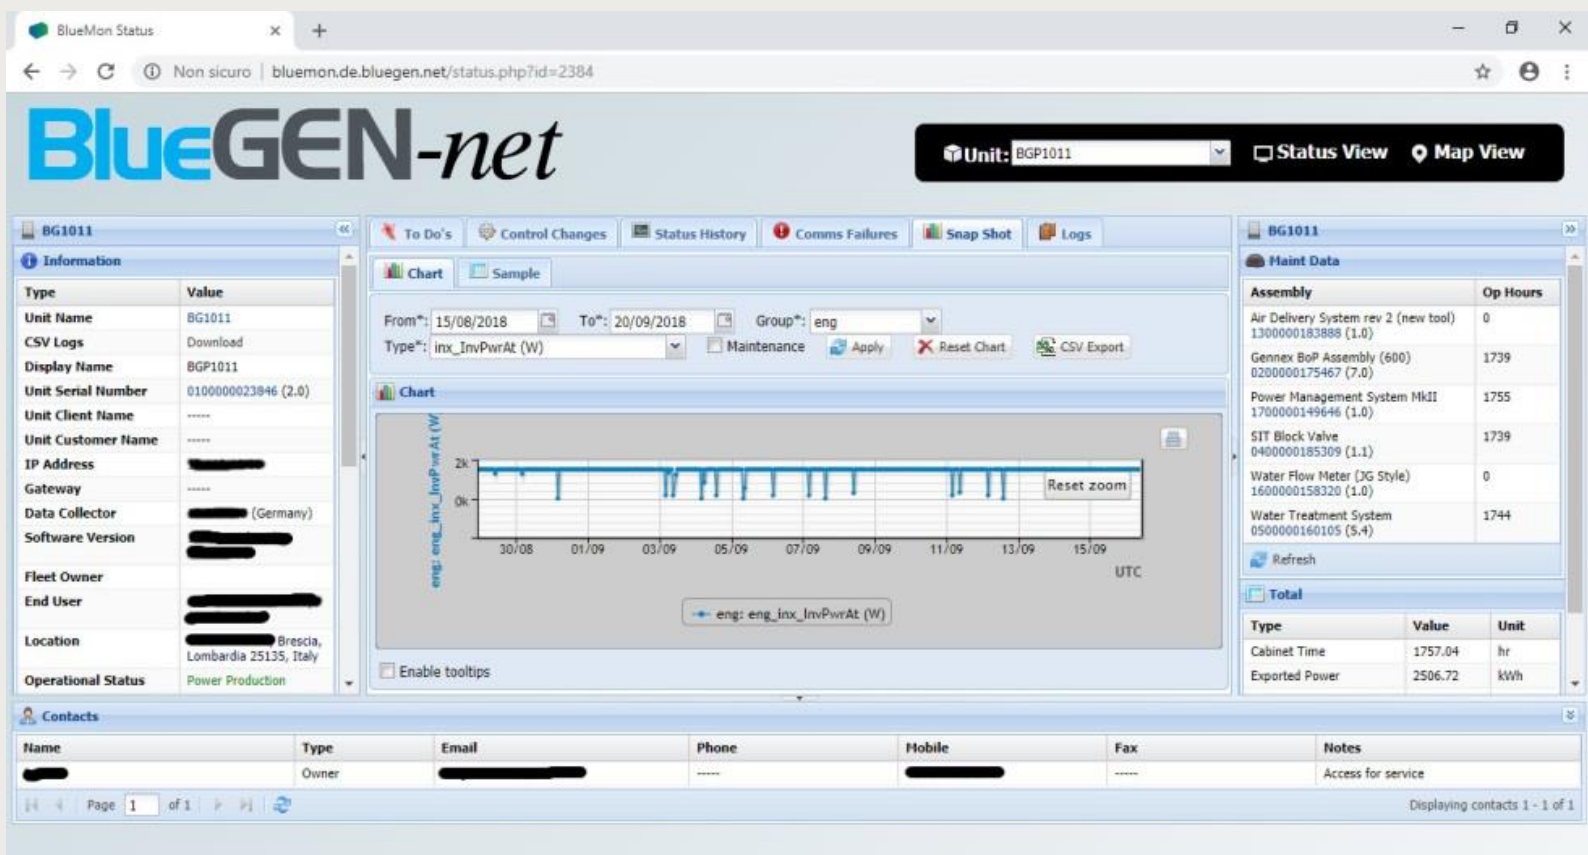 BlueMon Status
Non sicuro | bluemon.de.bluegen.net/status.php?id=2384
BlueGEN-net
Unit: BGP1011 Status View Map View
BG1011
Information
Type Value
Unit Name BG1011
CSV Logs Download
Display Name BGP1011
Unit Serial Number 0100000023846 (2.0)
Unit Client Name -----
Unit Customer Name -----
IP Address
Gateway -----
Data Collector (Germany)
Software Version
Fleet Owner
End User
Location Brescia,
Lombardia 25135, Italy
Operational Status Power Production
To Do's Control Changes Status History Comms Failures Snap Shot Logs
Chart Sample
From*: 15/08/2018 To*: 20/09/2018 Group*: eng
Type*: inx_InvPwrAt (W) Maintenance Apply Reset Chart CSV Export
Chart
eng: eng_inx_InvPwrAt (W
2k
0k
Reset zoom
30/08 01/09 03/09 05/09 07/09 09/09 11/09 13/09 15/09
UTC
eng: eng_inx_InvPwrAt (W)
Enable tooltips
BG1011
Maint Data
Assembly Op Hours
Air Delivery System rev 2 (new tool) 0
1300000183888 (1.0)
Gennex BoP Assembly (600) 1739
0200000175467 (7.0)
Power Management System MkII 1755
1700000149646 (1.0)
SIT Block Valve 1739
0400000185309 (1.1)
Water Flow Meter (JG Style) 0
1600000158320 (1.0)
Water Treatment System 1744
0500000160105 (5.4)
Refresh
Total
Type Value Unit
Cabinet Time 1757.04 hr
Exported Power 2506.72 kWh
Contacts
Name Type Email Phone Mobile Fax Notes
Owner ----- ----- Access for service
Page 1 of 1
Displaying contacts 1 - 1 of 1